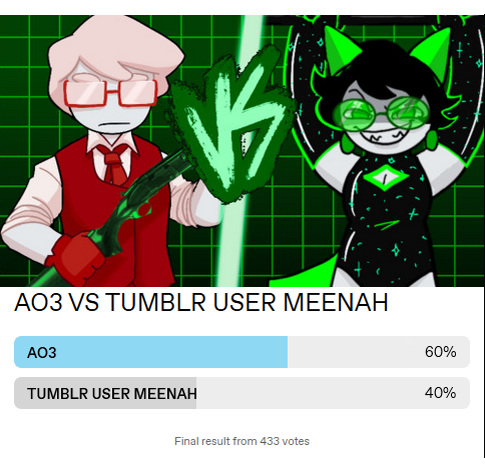 VS
AO3 VS TUMBLR USER MEENAH
AO3 60%
TUMBLR USER MEENAH 40%
Final result from 433 votes